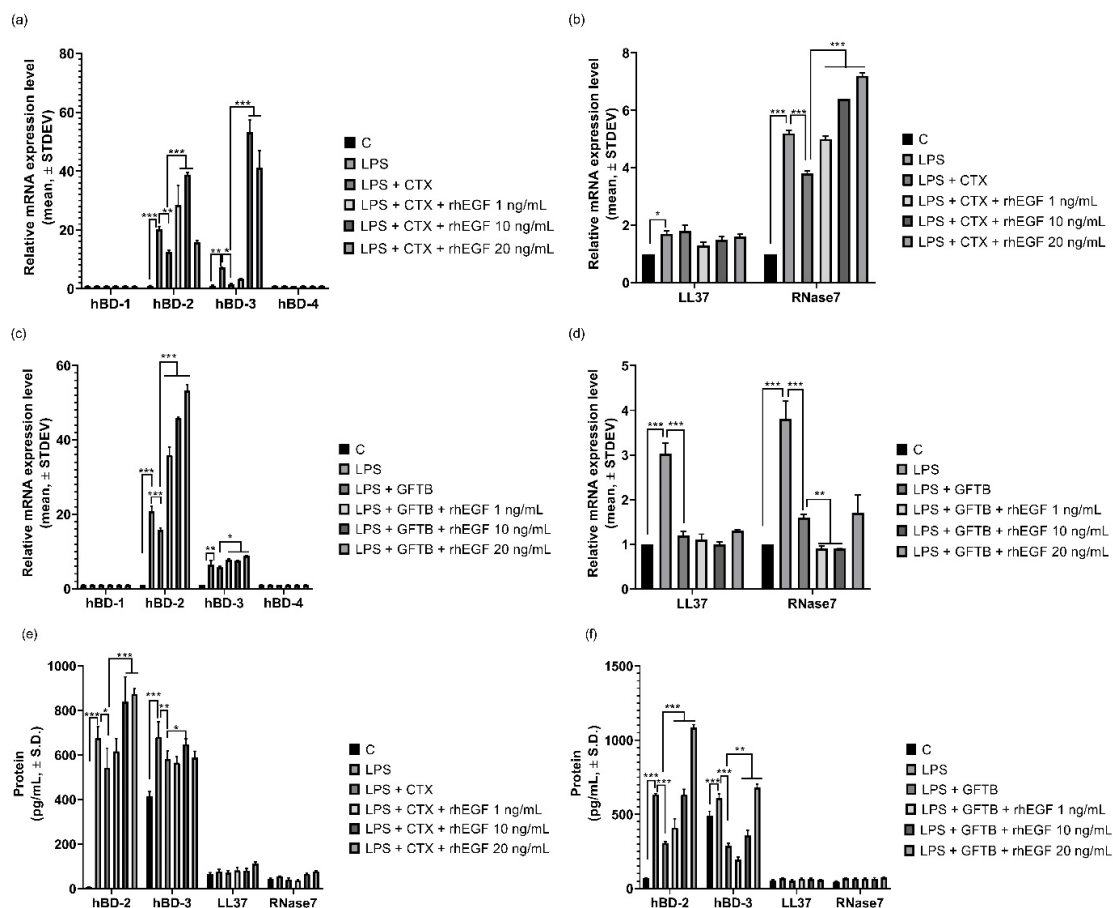 (a)
Relative mRNA expression level
(mean, ± STDEV)
80
60
40
20
0
***
**
***
**
*
***
hBD-1
hBD-2
hBD-3
hBD-4
C
LPS
LPS + CTX
LPS + CTX + rhEGF 1 ng/mL
LPS + CTX + rhEGF 10 ng/mL
LPS + CTX + rhEGF 20 ng/mL
(b)
Relative mRNA expression level
(mean, ± STDEV)
8
6
4
2
0
*
***
***
***
LL37
RNase7
C
LPS
LPS + CTX
LPS + CTX + rhEGF 1 ng/mL
LPS + CTX + rhEGF 10 ng/mL
LPS + CTX + rhEGF 20 ng/mL
(c)
Relative mRNA expression level
(mean, ± STDEV)
60
40
20
0
***
***
***
**
*
hBD-1
hBD-2
hBD-3
hBD-4
C
LPS
LPS + GFTB
LPS + GFTB + rhEGF 1 ng/mL
LPS + GFTB + rhEGF 10 ng/mL
LPS + GFTB + rhEGF 20 ng/mL
(d)
Relative mRNA expression level
(mean, ± STDEV)
5
4
3
2
1
0
***
***
***
***
**
LL37
RNase7
C
LPS
LPS + GFTB
LPS + GFTB + rhEGF 1 ng/mL
LPS + GFTB + rhEGF 10 ng/mL
LPS + GFTB + rhEGF 20 ng/mL
(e)
Protein
(pg/mL, ± S.D.)
1000
800
600
400
200
0
***
*
***
***
**
*
hBD-2
hBD-3
LL37
RNase7
C
LPS
LPS + CTX
LPS + CTX + rhEGF 1 ng/mL
LPS + CTX + rhEGF 10 ng/mL
LPS + CTX + rhEGF 20 ng/mL
(f)
Protein
(pg/mL, ± S.D.)
1500
1000
500
0
***
***
***
***
***
**
hBD-2
hBD-3
LL37
RNase7
C
LPS
LPS + GFTB
LPS + GFTB + rhEGF 1 ng/mL
LPS + GFTB + rhEGF 10 ng/mL
LPS + GFTB + rhEGF 20 ng/mL